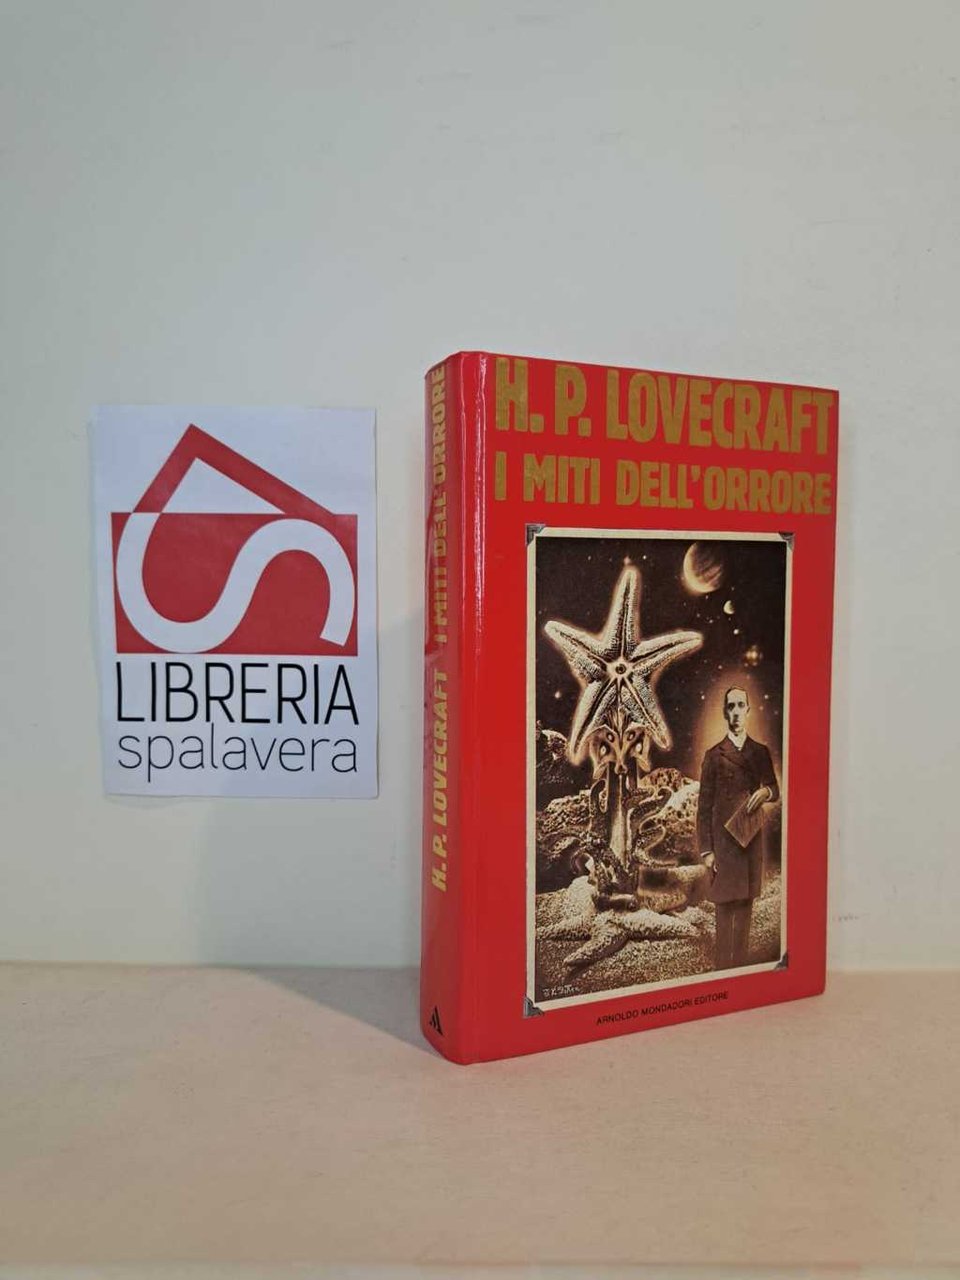 LIBRERIA
spalavera
H. P. LOVECRAFT I MITI DELL'ORRORE
H. P. LOVECRAFT
I MITI DELL'ORRORE
ARNOLDO MONDADORI EDITORE